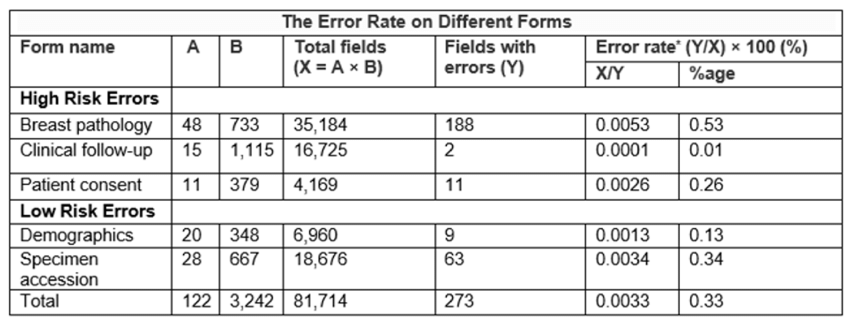 The Error Rate on Different Forms
Form name A B Total fields (X = A × B) Fields with errors (Y) Error rate* (Y/X) × 100 (%)
X/Y %age
High Risk Errors
Breast pathology 48 733 35,184 188 0.0053 0.53
Clinical follow-up 15 1,115 16,725 2 0.0001 0.01
Patient consent 11 379 4,169 11 0.0026 0.26
Low Risk Errors
Demographics 20 348 6,960 9 0.0013 0.13
Specimen accession 28 667 18,676 63 0.0034 0.34
Total 122 3,242 81,714 273 0.0033 0.33